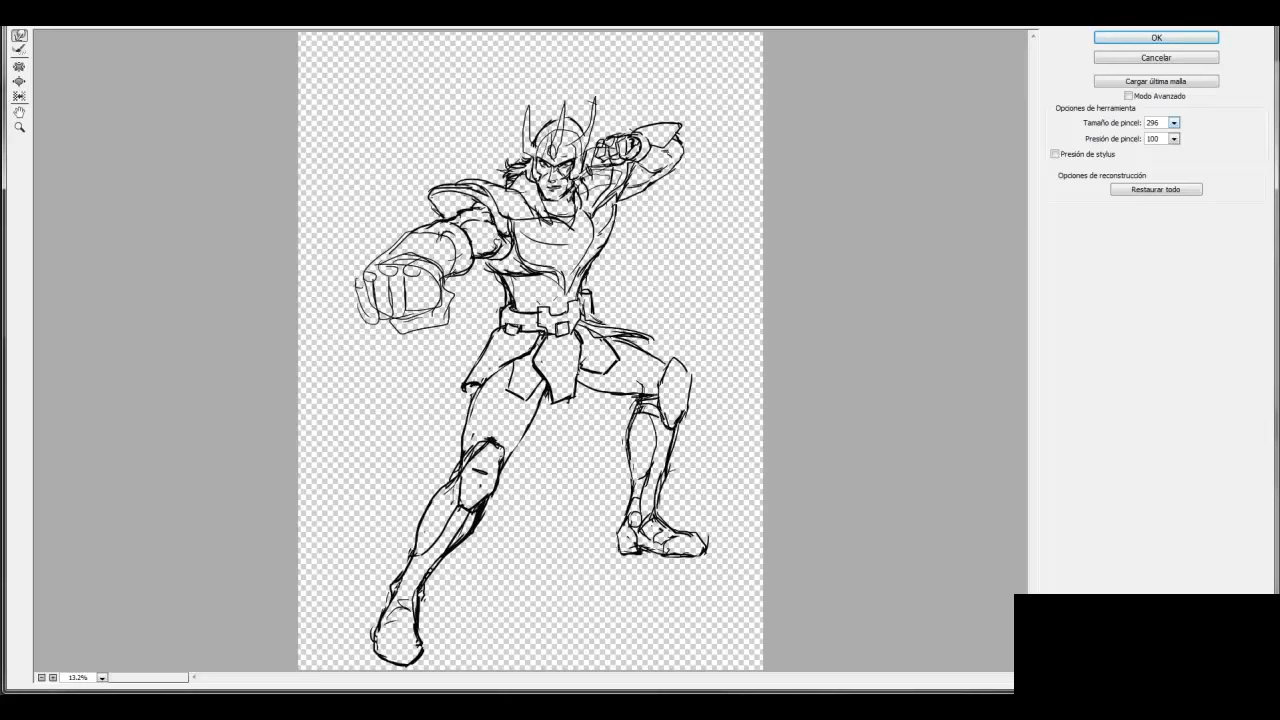 OK
Cancelar
Cargar última malla
Modo Avanzado
Opciones de herramienta
Tamaño de pincel: 296
Presión de pincel: 100
Presión de stylus
Opciones de reconstrucción
Restaurar todo
13.2%